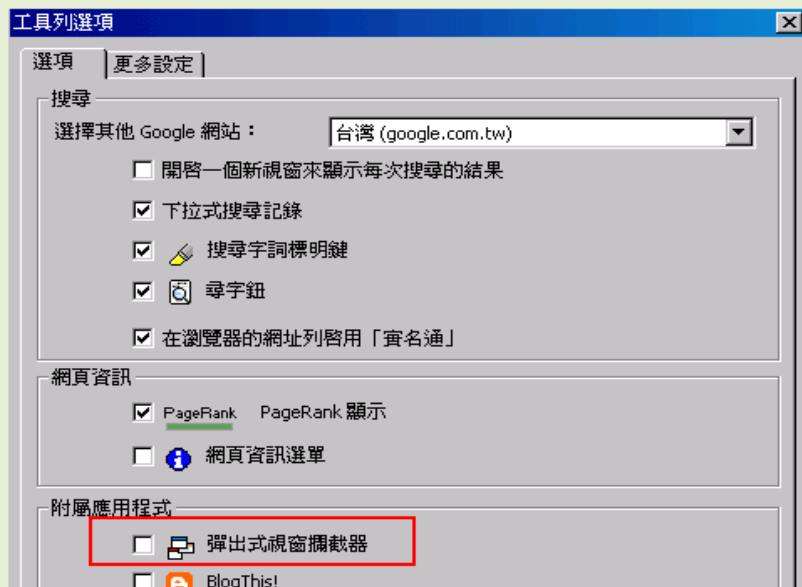 工具列選項
選項
更多設定
搜尋
選擇其他 Google 網站：
台灣 (google.com.tw)
開啓一個新視窗來顯示每次搜尋的結果
下拉式搜尋記錄
搜尋字詞標明鍵
尋字鈕
在瀏覽器的網址列啓用「實名通」
網頁資訊
PageRank PageRank 顯示
網頁資訊選單
附屬應用程式
彈出式視窗攔截器
BlogThis!